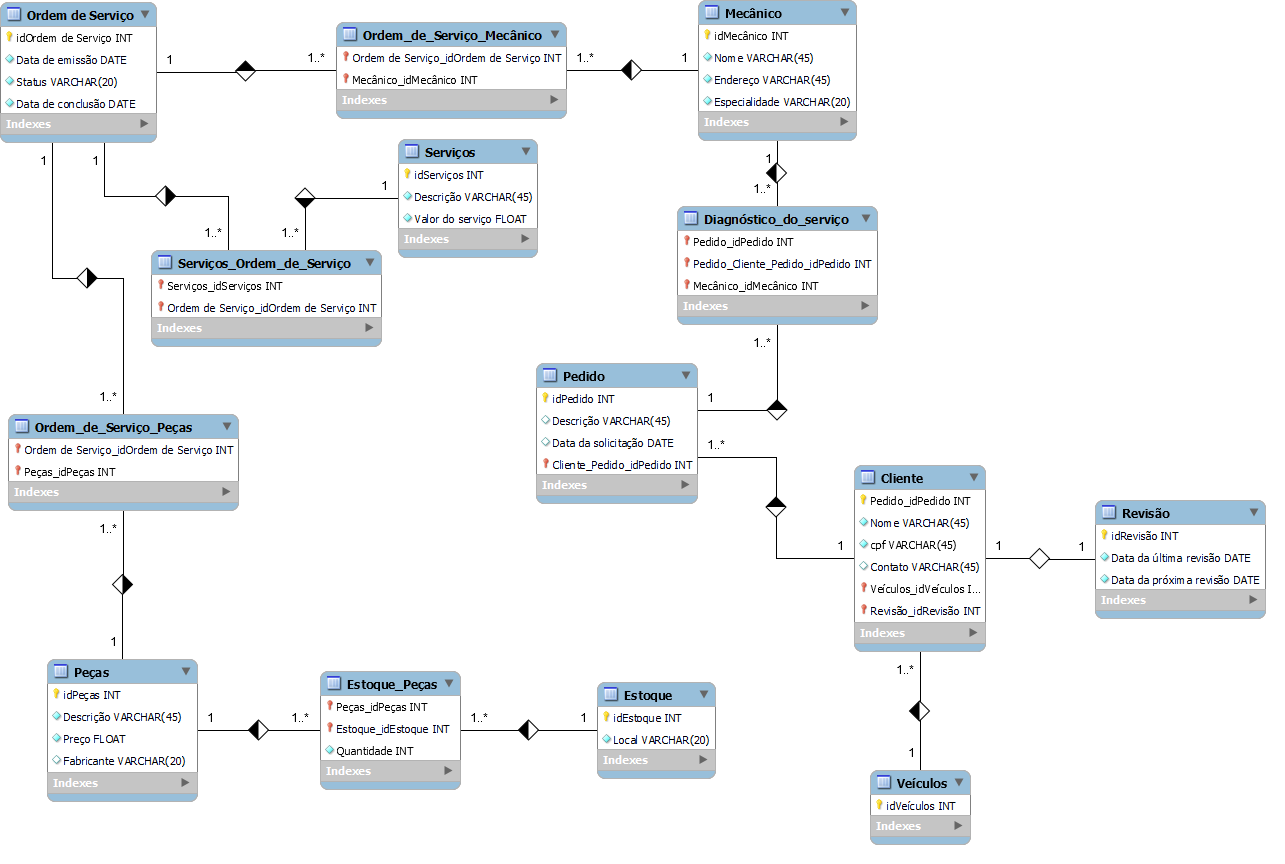 Ordem de Serviço
idOrdem de Serviço INT
Data de emissão DATE
Status VARCHAR(20)
Data de conclusão DATE
Indexes
1
1..*
Ordem_de_Serviço_Mecânico
Ordem de Serviço_idOrdem de Serviço INT
Mecânico_idMecânico INT
Indexes
1..*
1
Mecânico
idMecânico INT
Nome VARCHAR(45)
Endereço VARCHAR(45)
Especialidade VARCHAR(20)
Indexes
1
1..*
1
1
1..*
Serviços
idServiços INT
Descrição VARCHAR(45)
Valor do serviço FLOAT
Indexes
1
1..*
Serviços_Ordem_de_Serviço
Serviços_idServiços INT
Ordem de Serviço_idOrdem de Serviço INT
Indexes
Diagnóstico_do_serviço
Pedido_idPedido INT
Pedido_Cliente_Pedido_idPedido INT
Mecânico_idMecânico INT
Indexes
1..*
1
Pedido
idPedido INT
Descrição VARCHAR(45)
Data da solicitação DATE
Cliente_Pedido_idPedido INT
Indexes
1..*
1
1..*
Ordem_de_Serviço_Peças
Ordem de Serviço_idOrdem de Serviço INT
Peças_idPeças INT
Indexes
1..*
1
Cliente
Pedido_idPedido INT
Nome VARCHAR(45)
cpf VARCHAR(45)
Contato VARCHAR(45)
Veículos_idVeículos I...
Revisão_idRevisão INT
Indexes
1
1
Revisão
idRevisão INT
Data da última revisão DATE
Data da próxima revisão DATE
Indexes
1..*
1
Peças
idPeças INT
Descrição VARCHAR(45)
Preço FLOAT
Fabricante VARCHAR(20)
Indexes
1
1..*
Estoque_Peças
Peças_idPeças INT
Estoque_idEstoque INT
Quantidade INT
Indexes
1..*
1
Estoque
idEstoque INT
Local VARCHAR(20)
Indexes
Veículos
idVeículos INT
Indexes